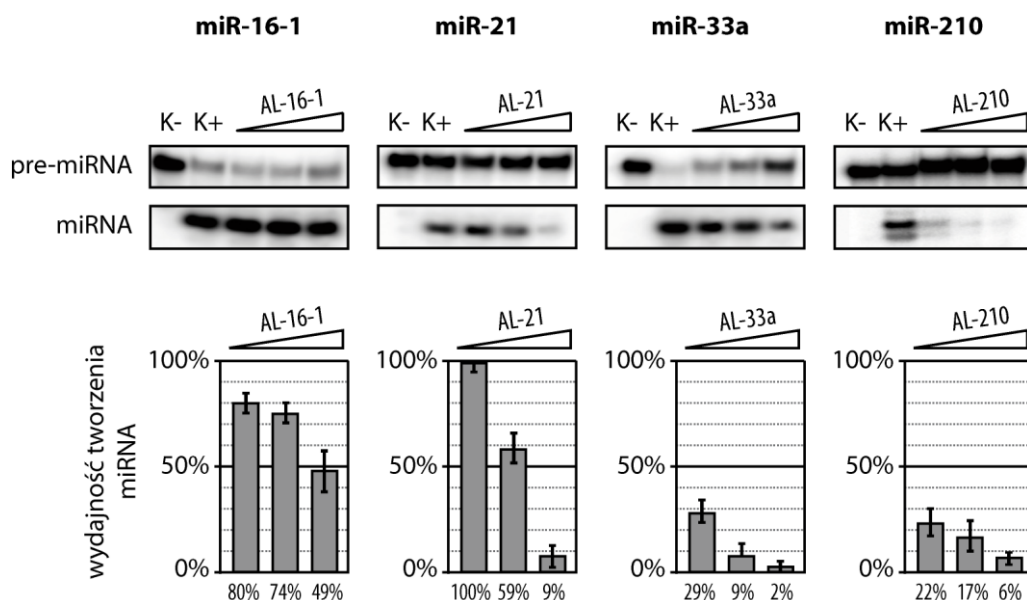 miR-16-1 miR-21 miR-33a miR-210
AL-16-1 AL-21 AL-33a AL-210
K- K+ K- K+ K- K+ K- K+
pre-miRNA
miRNA
AL-16-1 AL-21 AL-33a AL-210
wydajność tworzenia
miRNA
100% 100% 100% 100%
50% 50% 50% 50%
0% 0% 0% 0%
80% 74% 49% 100% 59% 9% 29% 9% 2% 22% 17% 6%